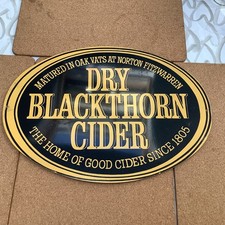 MATURED IN OAK VATS AT NORTON FITZWARREN
DRY
BLACKTHORN
CIDER
THE HOME OF GOOD CIDER SINCE 1805